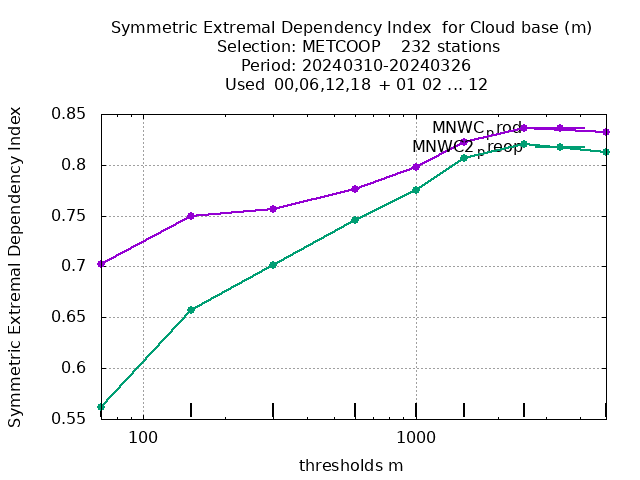 Symmetric Extremal Dependency Index  for Cloud base (m)
Selection: METCOOP    232 stations
Period: 20240310-20240326
Used  00,06,12,18 + 01 02 ... 12
Symmetric Extremal Dependency Index
0.85
0.8
0.75
0.7
0.65
0.6
0.55
MNWC_prod
MNWC2_preop
100
1000
thresholds m